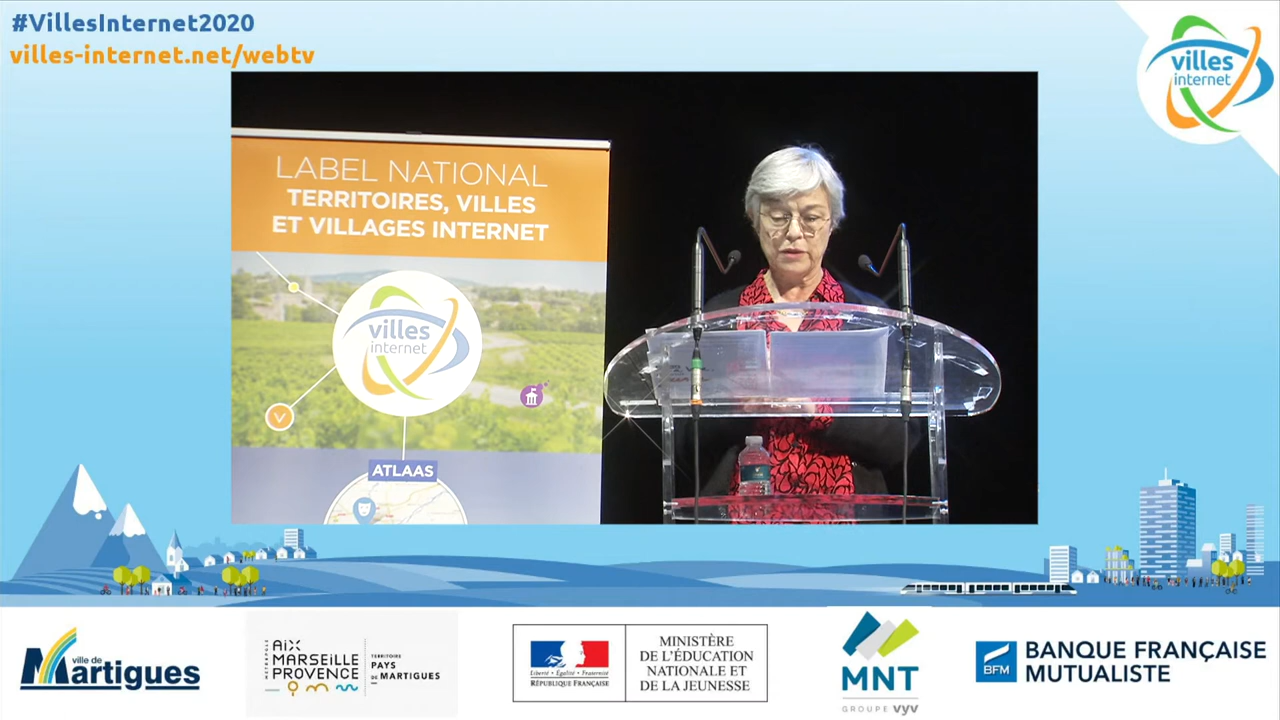 #VillesInternet2020
villes-internet.net/webtv
villes
internet
LABEL NATIONAL
TERRITOIRES, VILLES
ET VILLAGES INTERNET
villes
internet
ATLAAS
ville de
Martigues
MÉTROPOLE
AIX
MARSEILLE
PROVENCE
TERRITOIRE
PAYS
DE MARTIGUES
Liberté • Égalité • Fraternité
RÉPUBLIQUE FRANÇAISE
MINISTÈRE
DE L'ÉDUCATION
NATIONALE ET
DE LA JEUNESSE
MNT
GROUPE vyv
BFM
BANQUE FRANÇAISE
MUTUALISTE